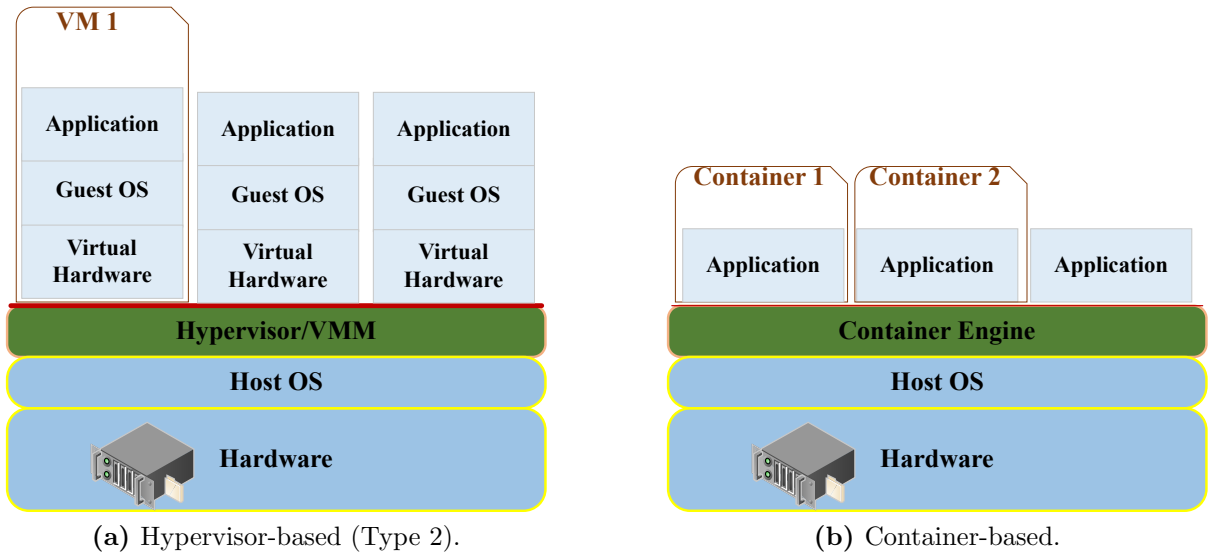 VM 1
Application
Application
Application
Guest OS
Guest OS
Guest OS
Virtual
Hardware
Virtual
Hardware
Virtual
Hardware
Hypervisor/VMM
Host OS
Hardware
(a) Hypervisor-based (Type 2).
Container 1
Container 2
Application
Application
Application
Container Engine
Host OS
Hardware
(b) Container-based.